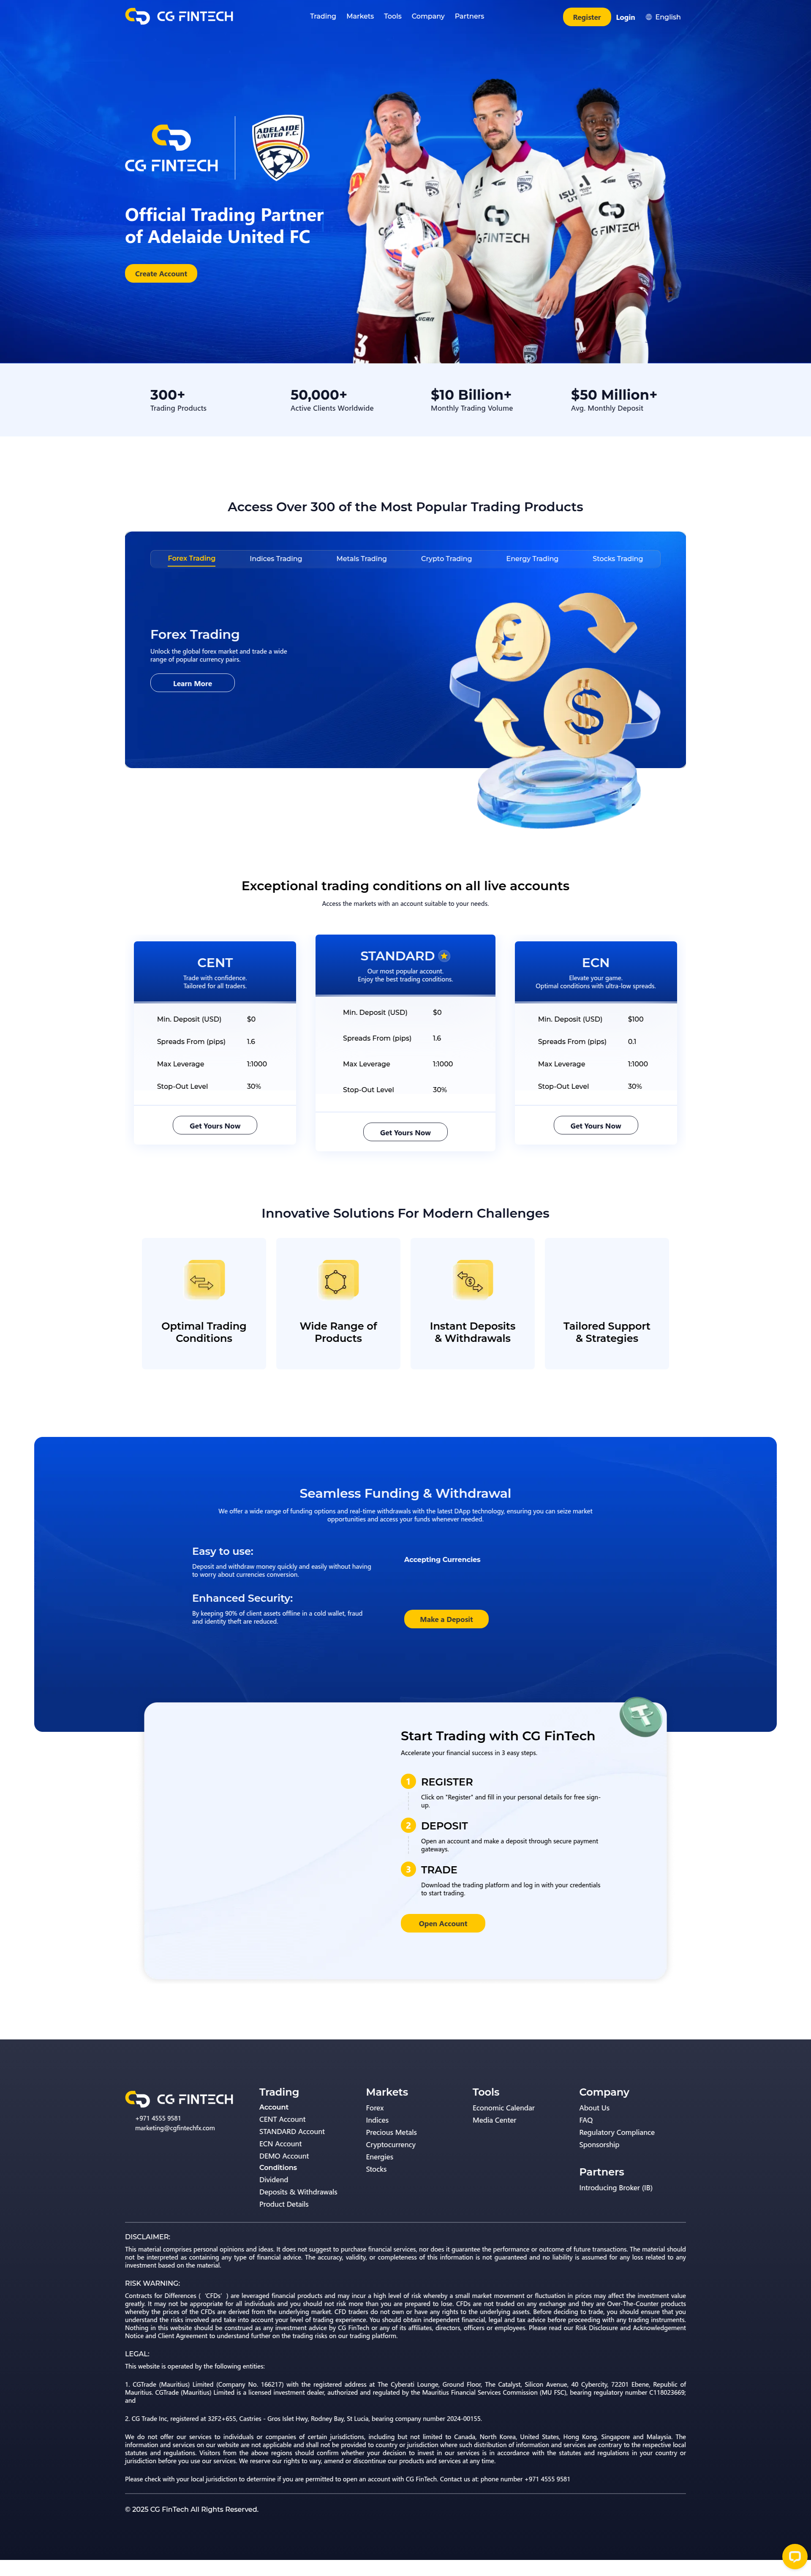 CG FINTECH
Trading
Markets
Tools
Company
Partners
Register
Login
English
CG FINTECH
ADELAIDE
UNITED F.C.
Official Trading Partner
of Adelaide United FC
Create Account
CG FINTECH
GFINTECH
300+
Trading Products
50,000+
Active Clients Worldwide
$10 Billion+
Monthly Trading Volume
$50 Million+
Avg. Monthly Deposit
Access Over 300 of the Most Popular Trading Products
Forex Trading
Indices Trading
Metals Trading
Crypto Trading
Energy Trading
Stocks Trading
Forex Trading
Unlock the global forex market and trade a wide
range of popular currency pairs.
Learn More
Exceptional trading conditions on all live accounts
Access the markets with an account suitable to your needs.
CENT
Trade with confidence.
Tailored for all traders.
Min. Deposit (USD) $0
Spreads From (pips) 1.6
Max Leverage 1:1000
Stop-Out Level 30%
Get Yours Now
STANDARD
Our most popular account.
Enjoy the best trading conditions.
Min. Deposit (USD) $0
Spreads From (pips) 1.6
Max Leverage 1:1000
Stop-Out Level 30%
Get Yours Now
ECN
Elevate your game.
Optimal conditions with ultra-low spreads.
Min. Deposit (USD) $100
Spreads From (pips) 0.1
Max Leverage 1:1000
Stop-Out Level 30%
Get Yours Now
Innovative Solutions For Modern Challenges
Optimal Trading
Conditions
Wide Range of
Products
Instant Deposits
& Withdrawals
Tailored Support
& Strategies
Seamless Funding & Withdrawal
We offer a wide range of funding options and real-time withdrawals with the latest DApp technology, ensuring you can seize market
opportunities and access your funds whenever needed.
Easy to use:
Deposit and withdraw money quickly and easily without having
to worry about currencies conversion.
Enhanced Security:
By keeping 90% of client assets offline in a cold wallet, fraud
and identity theft are reduced.
Accepting Currencies
Make a Deposit
Start Trading with CG FinTech
Accelerate your financial success in 3 easy steps.
1 REGISTER
Click on "Register" and fill in your personal details for free sign-
up.
2 DEPOSIT
Open an account and make a deposit through secure payment
gateways.
3 TRADE
Download the trading platform and log in with your credentials
to start trading.
Open Account
CG FINTECH
+971 4555 9581
marketing@cgfintechfx.com
Trading
Account
CENT Account
STANDARD Account
ECN Account
DEMO Account
Conditions
Dividend
Deposits & Withdrawals
Product Details
Markets
Forex
Indices
Precious Metals
Cryptocurrency
Energies
Stocks
Tools
Economic Calendar
Media Center
Company
About Us
FAQ
Regulatory Compliance
Sponsorship
Partners
Introducing Broker (IB)
DISCLAIMER:
This material comprises personal opinions and ideas. It does not suggest to purchase financial services, nor does it guarantee the performance or outcome of future transactions. The material should
not be interpreted as containing any type of financial advice. The accuracy, validity, or completeness of this information is not guaranteed and no liability is assumed for any loss related to any
investment based on the material.
RISK WARNING:
Contracts for Differences (‘CFDs’) are leveraged financial products and may incur a high level of risk whereby a small market movement or fluctuation in prices may affect the investment value
greatly. It may not be appropriate for all individuals and you should not risk more than you are prepared to lose. CFDs are not traded on any exchange and they are Over-The-Counter products
whereby the prices of the CFDs are derived from the underlying market. CFD traders do not own or have any rights to the underlying assets. Before deciding to trade, you should ensure that you
understand the risks involved and take into account your level of trading experience. You should obtain independent financial, legal and tax advice before proceeding with any trading instruments.
Nothing in this website should be construed as any investment advice by CG FinTech or any of its affiliates, directors, officers or employees. Please read our Risk Disclosure and Acknowledgement
Notice and Client Agreement to understand further on the trading risks on our trading platform.
LEGAL:
This website is operated by the following entities:
1. CGTrade (Mauritius) Limited (Company No. 166217) with the registered address at The Cyberati Lounge, Ground Floor, The Catalyst, Silicon Avenue, 40 Cybercity, 72201 Ebene, Republic of
Mauritius. CGTrade (Mauritius) Limited is a licensed investment dealer, authorized and regulated by the Mauritius Financial Services Commission (MU FSC), bearing regulatory number C118023669;
and
2. CG Trade Inc, registered at 32F2+655, Castries - Gros Islet Hwy, Rodney Bay, St Lucia, bearing company number 2024-00155.
We do not offer our services to individuals or companies of certain jurisdictions, including but not limited to Canada, North Korea, United States, Hong Kong, Singapore and Malaysia. The
information and services on our website are not applicable and shall not be provided to country or jurisdiction where such distribution of information and services are contrary to the respective local
statutes and regulations. Visitors from the above regions should confirm whether your decision to invest in our services is in accordance with the statutes and regulations in your country or
jurisdiction before you use our services. We reserve our rights to vary, amend or discontinue our products and services at any time.
Please check with your local jurisdiction to determine if you are permitted to open an account with CG FinTech. Contact us at: phone number +971 4555 9581
© 2025 CG FinTech All Rights Reserved.